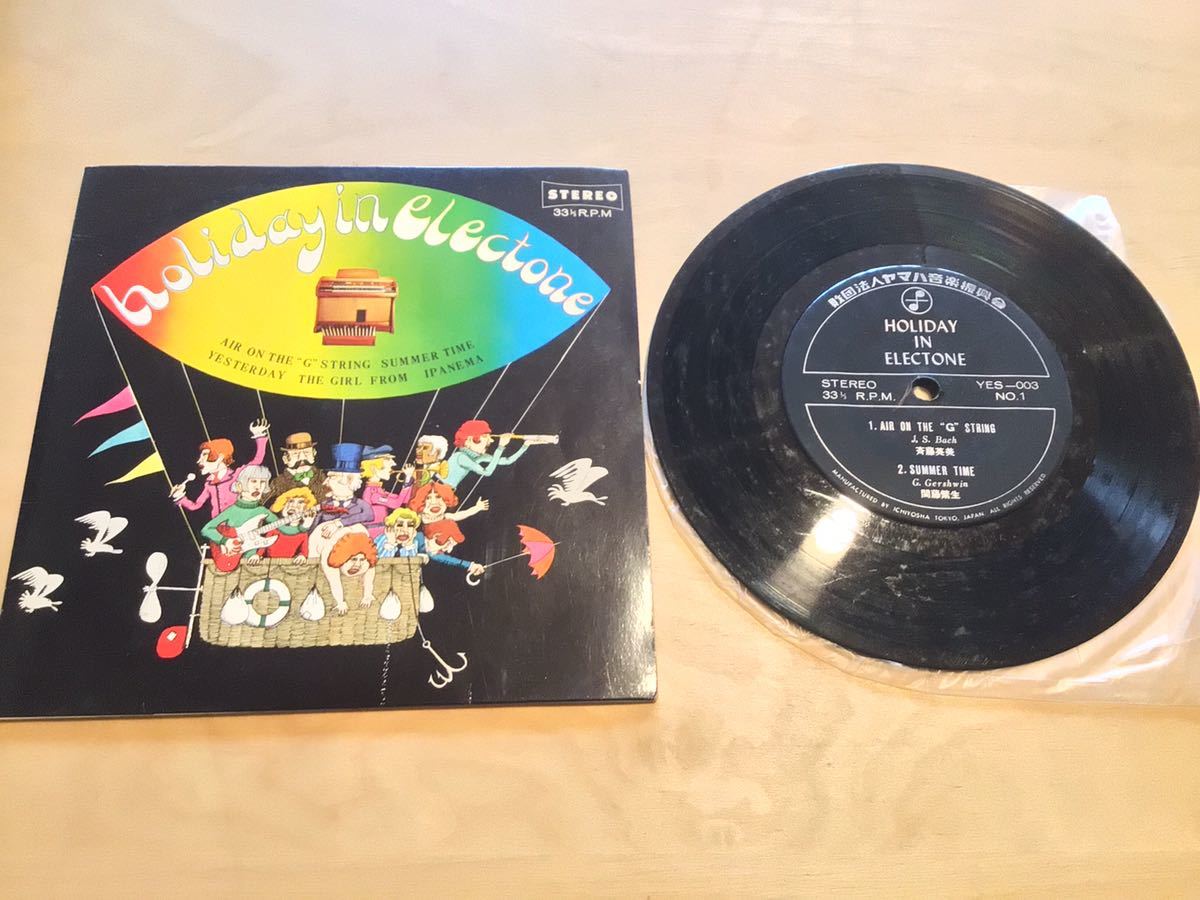 holiday in electone
STEREO
33⅓ R.P.M
AIR ON THE "G" STRING SUMMER TIME
YESTERDAY THE GIRL FROM IPANEMA
財団法人ヤマハ音楽振興会
HOLIDAY
IN
ELECTONE
STEREO
33⅓ R.P.M.
YES-003
NO.1
1. AIR ON THE "G" STRING
J. S. Bach
斉藤英美
2. SUMMER TIME
G. Gershwin
間藤繁生
MANUFACTURED BY ICHIYOSHA TOKYO, JAPAN. ALL RIGHTS RESERVED